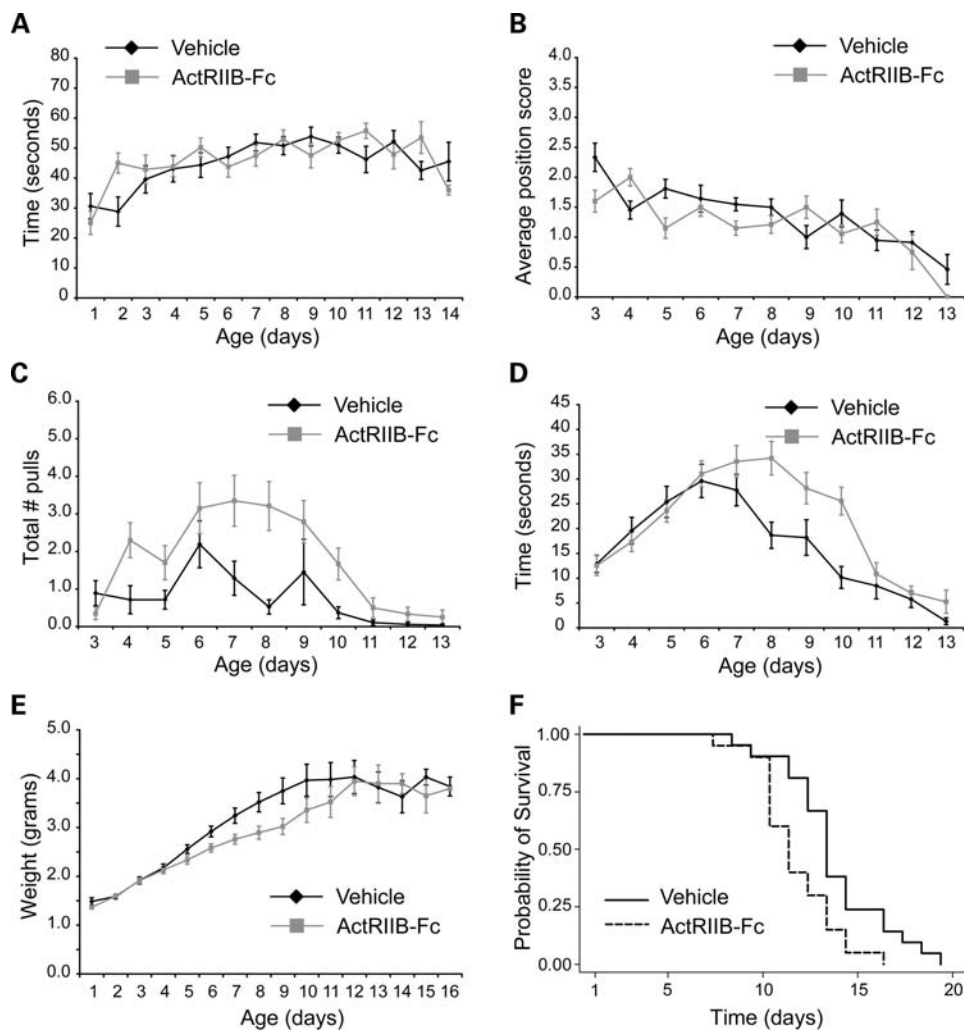 A
Vehicle
ActRIIB-Fc
Time (seconds)
80
70
60
50
40
30
20
10
0
1 2 3 4 5 6 7 8 9 10 11 12 13 14
Age (days)
B
Vehicle
ActRIIB-Fc
Average position score
4.0
3.5
3.0
2.5
2.0
1.5
1.0
0.5
0.0
3 4 5 6 7 8 9 10 11 12 13
Age (days)
C
Vehicle
ActRIIB-Fc
Total # pulls
6.0
5.0
4.0
3.0
2.0
1.0
0.0
3 4 5 6 7 8 9 10 11 12 13
Age (days)
D
Vehicle
ActRIIB-Fc
Time (seconds)
45
40
35
30
25
20
15
10
5
0
3 4 5 6 7 8 9 10 11 12 13
Age (days)
E
Weight (grams)
5.0
4.0
3.0
2.0
1.0
0.0
Vehicle
ActRIIB-Fc
1 2 3 4 5 6 7 8 9 10 11 12 13 14 15 16
Age (days)
F
Probability of Survival
1.00
0.75
0.50
0.25
0.00
Vehicle
ActRIIB-Fc
1 5 10 15 20
Time (days)